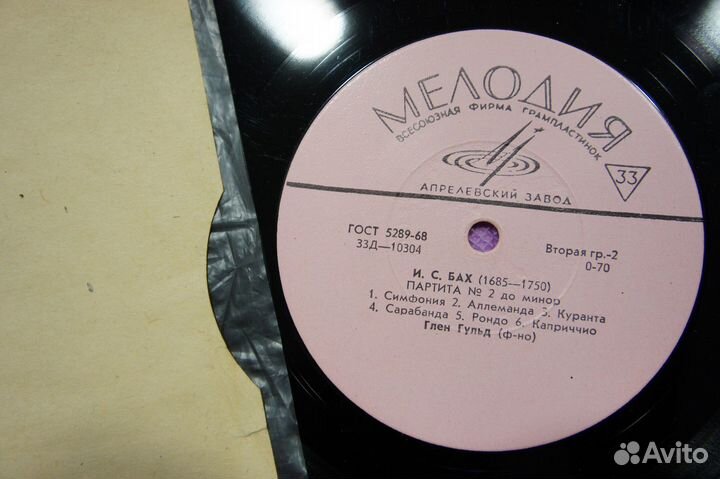 МЕЛОДИЯ
ВСЕСОЮЗНАЯ ФИРМА ГРАМПЛАСТИНОК
33
АПРЕЛЕВСКИЙ ЗАВОД
ГОСТ 5289-68
33Д—10304
Вторая гр.-2
0-70
И. С. БАХ (1685—1750)
ПАРТИТА № 2 до минор
1. Симфония 2. Аллеманда 3. Куранта
4. Сарабанда 5. Рондо 6. Каприччио
Глен Гульд (ф-но)
Avito